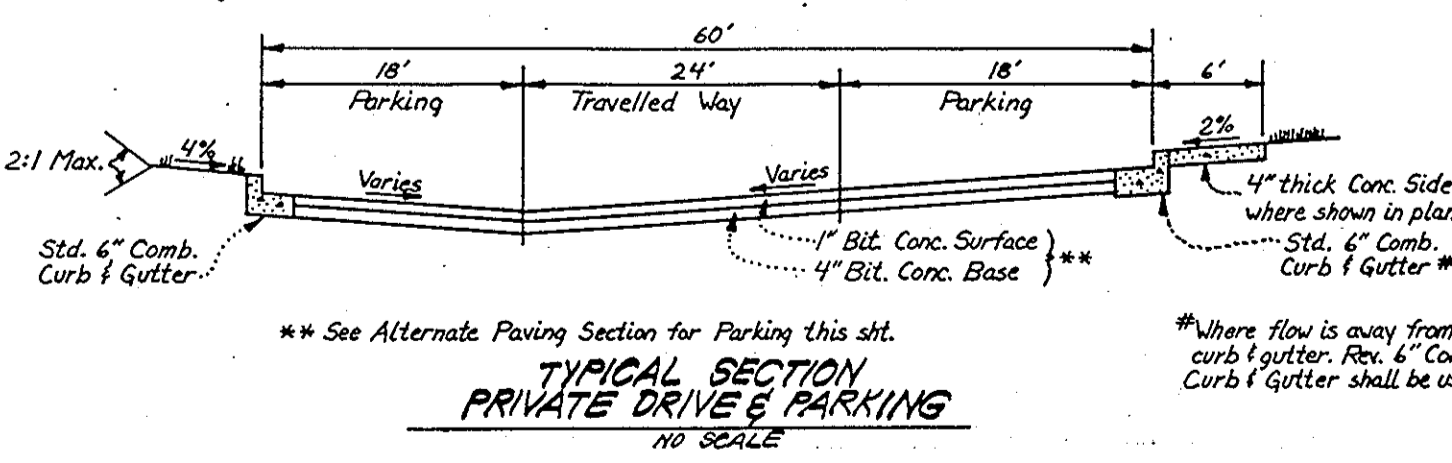 60'
18'
24'
18'
6'
Parking
Travelled Way
Parking
2:1 Max.
4%
2%
Varies
Varies
4" thick Conc. Side
where shown in plan
Std. 6" Comb.
Curb & Gutter
1" Bit. Conc. Surface
4" Bit. Conc. Base
**
Std. 6" Comb.
Curb & Gutter #
** See Alternate Paving Section for Parking this sht.
#Where flow is away from
curb & gutter. Rev. 6" Co
Curb & Gutter shall be u
TYPICAL SECTION
PRIVATE DRIVE & PARKING
NO SCALE